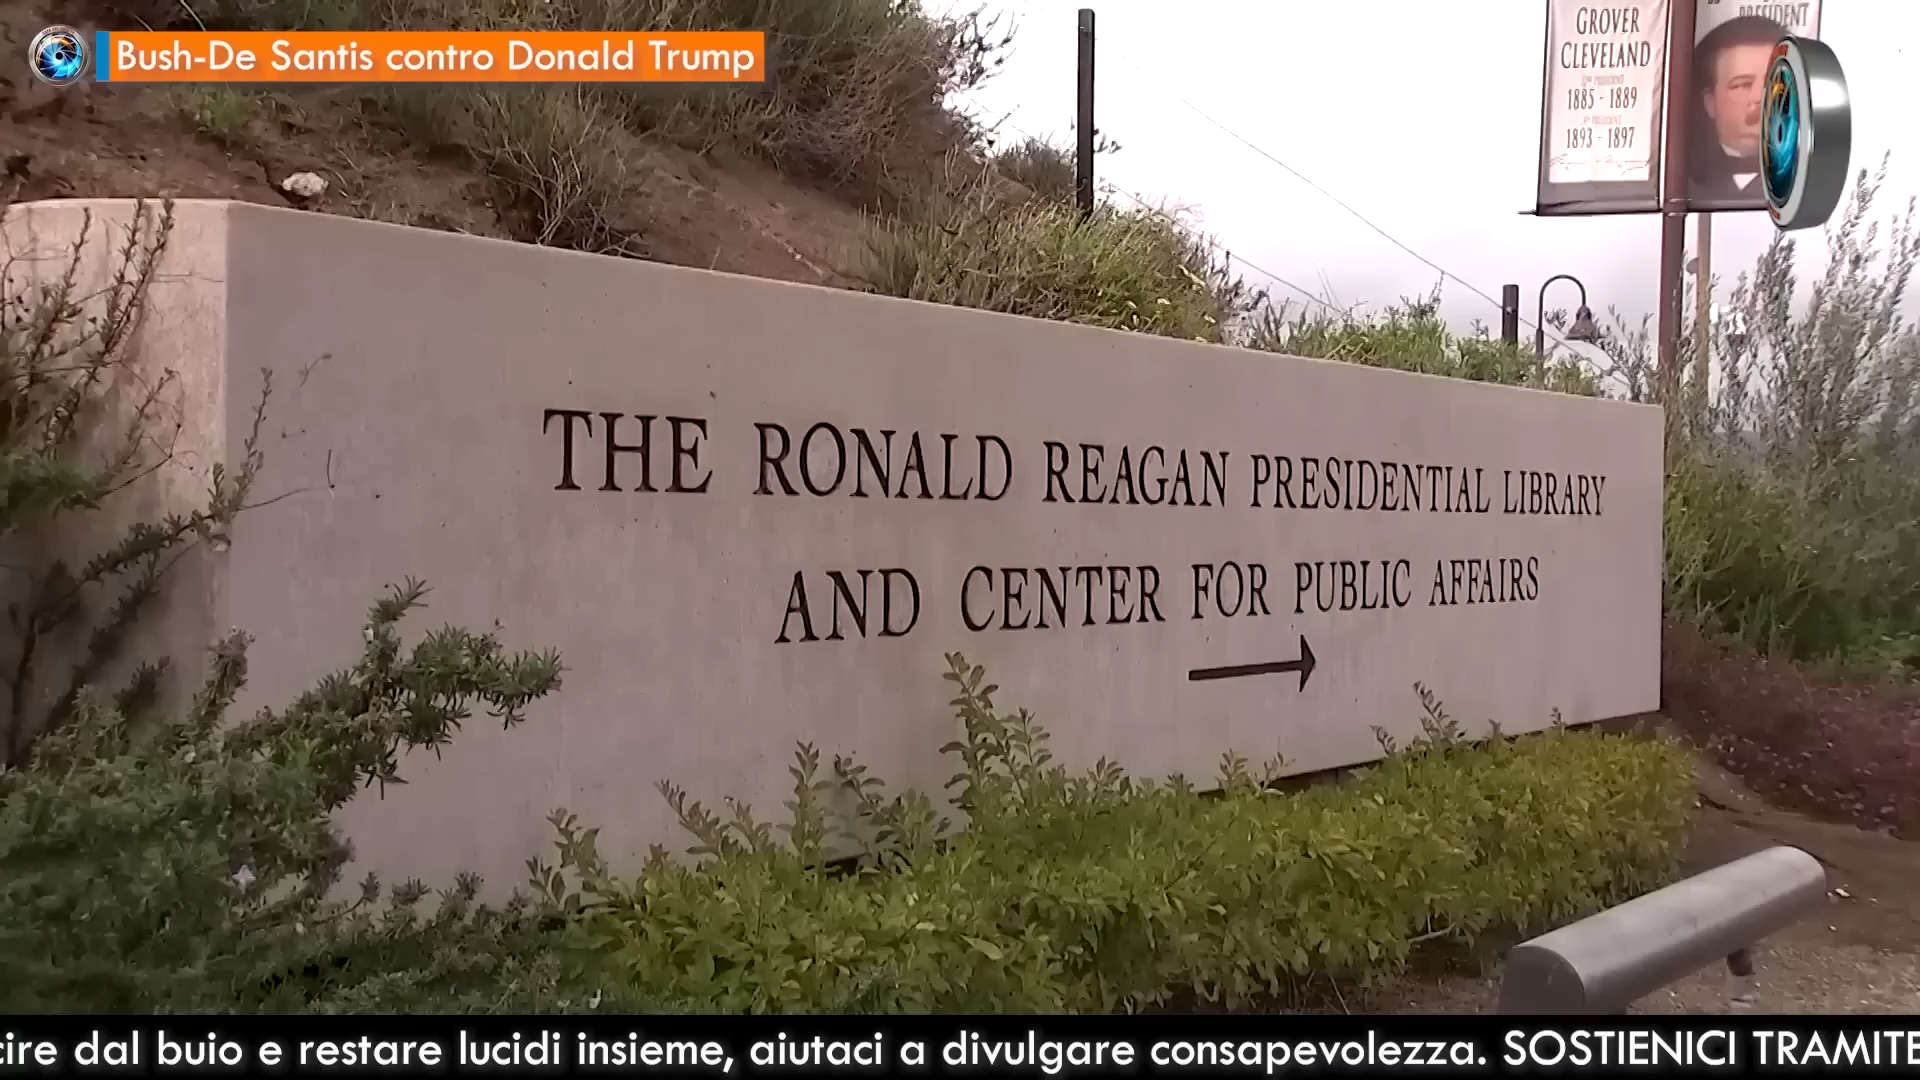 Bush-De Santis contro Donald Trump
GROVER
CLEVELAND
1885 - 1889
1893 - 1897
PRESIDENT
THE RONALD REAGAN PRESIDENTIAL LIBRARY
AND CENTER FOR PUBLIC AFFAIRS
dal buio e restare lucidi insieme, aiutaci a divulgare consapevolezza. SOSTIENICI TRAMITE